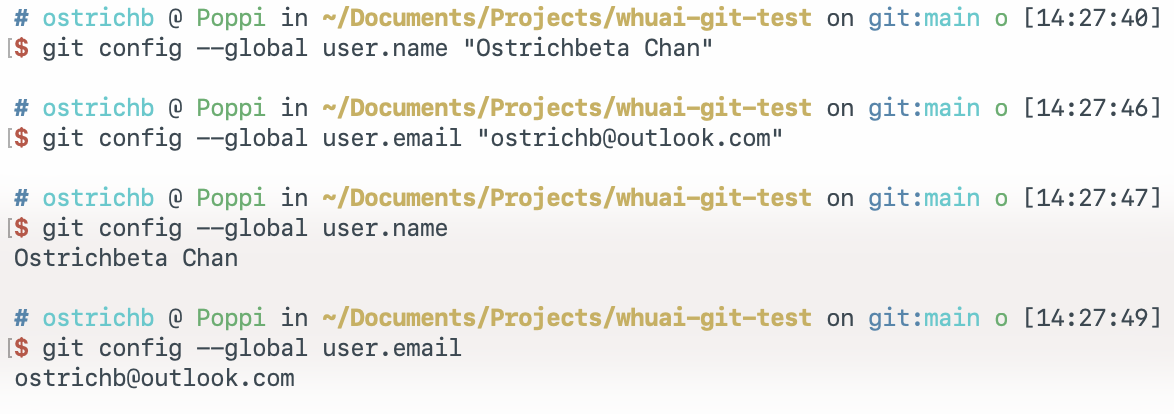 # ostrichb @ Poppi in ~/Documents/Projects/whuai-git-test on git:main o [14:27:40]
[$ git config --global user.name "Ostrichbeta Chan"
# ostrichb @ Poppi in ~/Documents/Projects/whuai-git-test on git:main o [14:27:46]
[$ git config --global user.email "ostrichb@outlook.com"
# ostrichb @ Poppi in ~/Documents/Projects/whuai-git-test on git:main o [14:27:47]
[$ git config --global user.name
Ostrichbeta Chan
# ostrichb @ Poppi in ~/Documents/Projects/whuai-git-test on git:main o [14:27:49]
[$ git config --global user.email
ostrichb@outlook.com